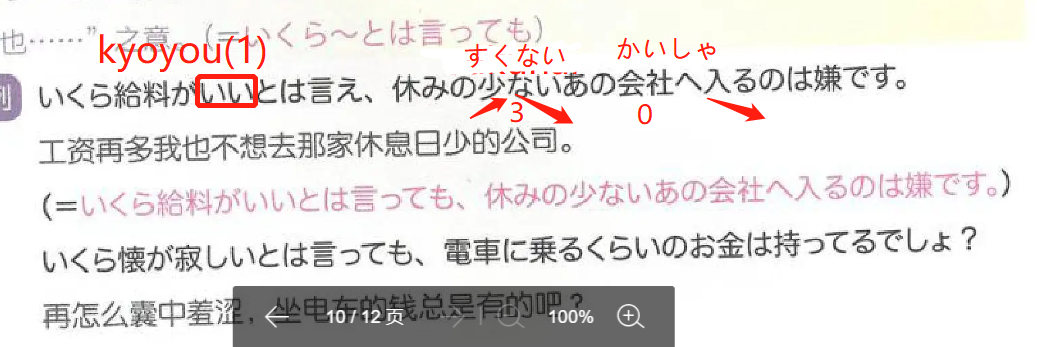 也……”之意。(=いくら～とは言っても)
kyoyou(1)
すくない
かいしゃ
例 いくら給料がいいとは言え、休みの少ないあの会社へ入るのは嫌です。
3
0
工资再多我也不想去那家休息日少的公司。
(=いくら給料がいいとは言っても、休みの少ないあの会社へ入るのは嫌です。)
いくら懐が寂しいとは言っても、電車に乗るくらいのお金は持ってるでしょ？
再怎么囊中羞涩，坐电车的钱总是有的吧？
10/12页
100%